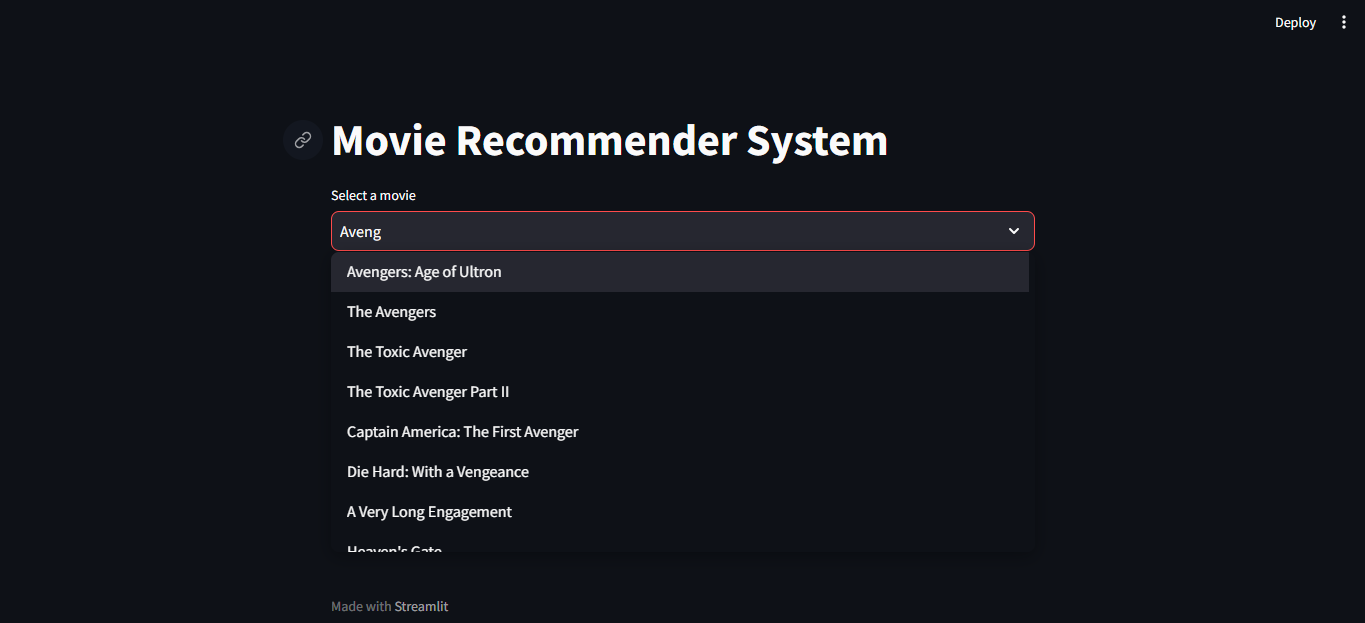 Deploy
Movie Recommender System
Select a movie
Aveng
Avengers: Age of Ultron
The Avengers
The Toxic Avenger
The Toxic Avenger Part II
Captain America: The First Avenger
Die Hard: With a Vengeance
A Very Long Engagement
Heaven's Gate
Made with Streamlit